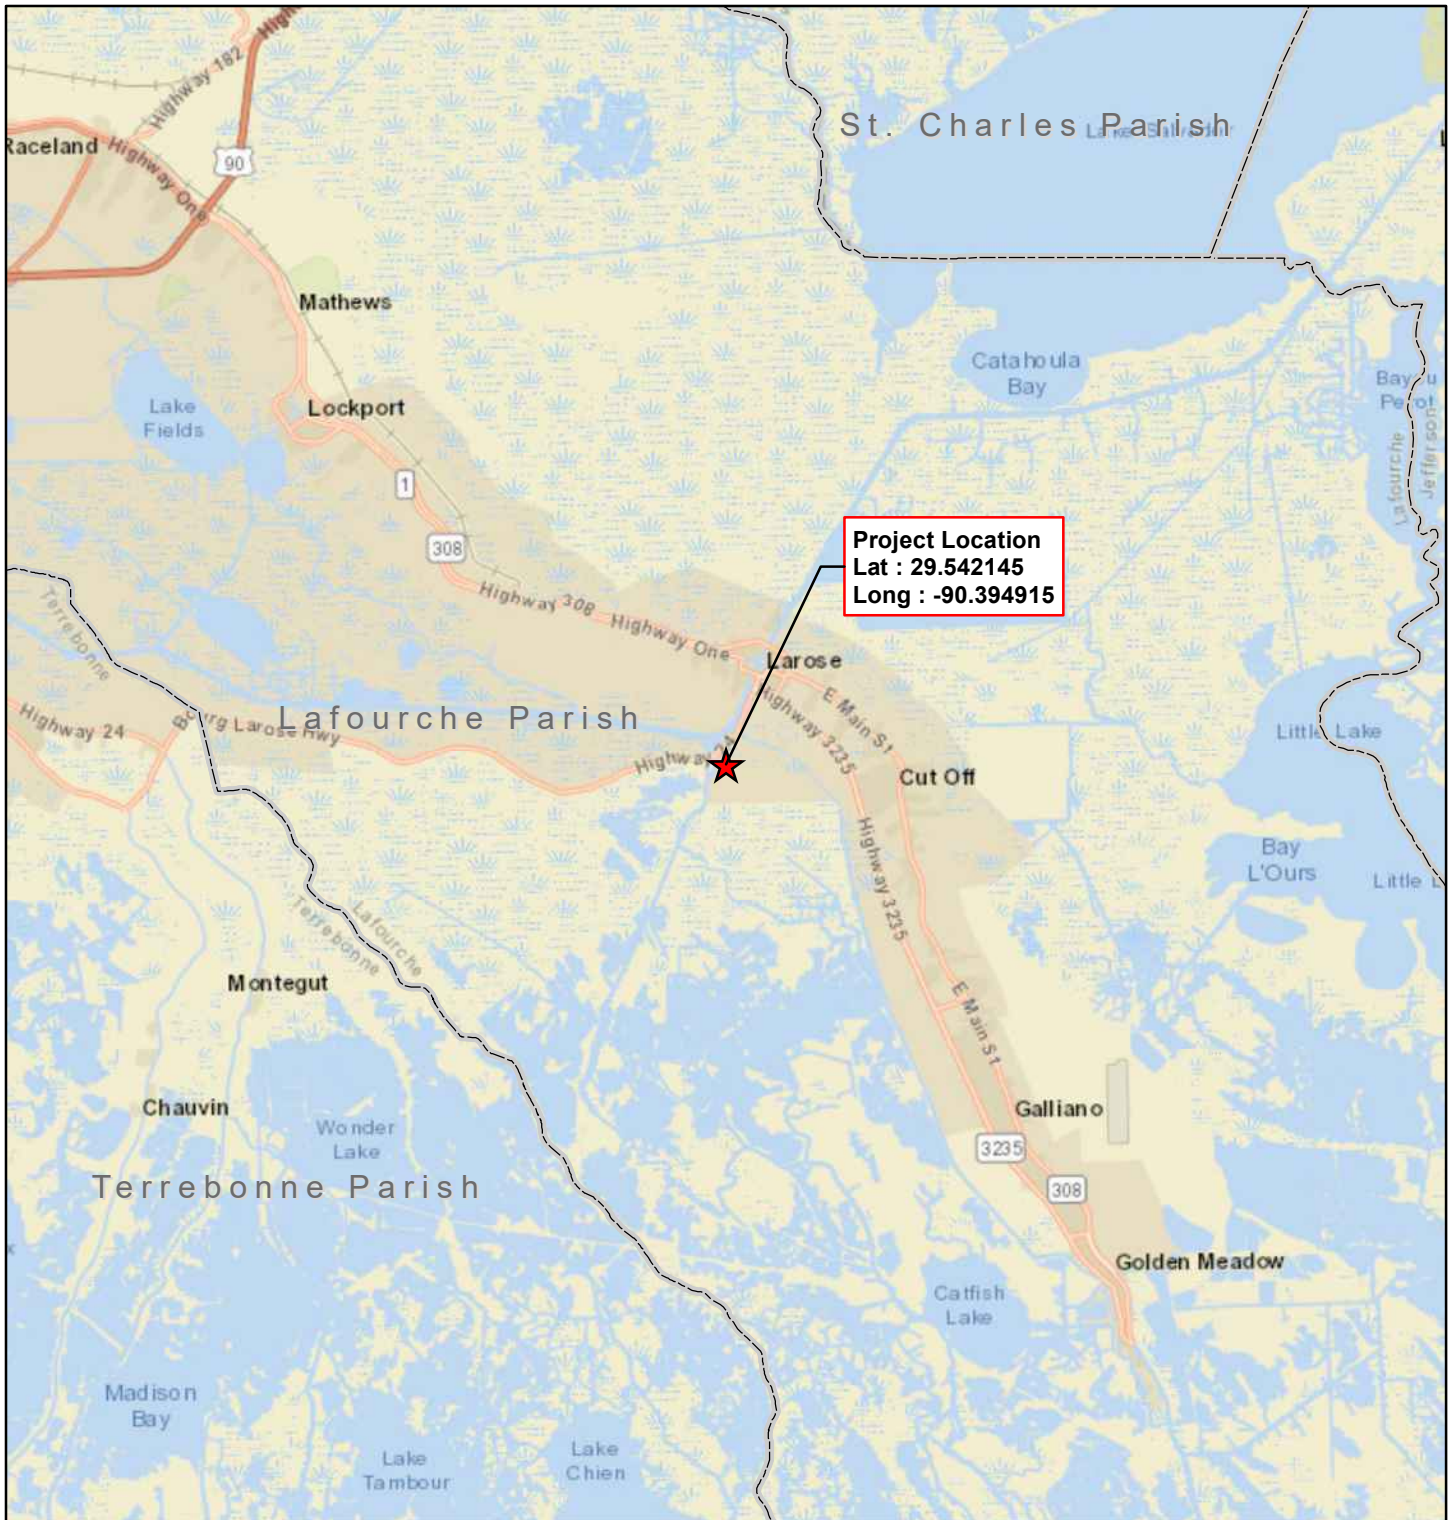 Highway 182
St. Charles Parish
Raceland
Highway One
90
Mathews
Catahoula
Bay
Lake
Fields
Lockport
Bayou
Perot
Lafourche
Jefferson
1
308
Project Location
Lat : 29.542145
Long : -90.394915
Terrebonne
Highway 308
Highway One
Larose
Highway 24
Bourg Larose Hwy
Lafourche Parish
Highway 24
Highway 3235
E Main St
Cut Off
Little Lake
Highway 3235
Bay
L'Ours
Little L
Lafourche
Terrebonne
Montegut
E Main St
Chauvin
Wonder
Lake
Galliano
3235
Terrebonne Parish
308
Golden Meadow
Catfish
Lake
Madison
Bay
Lake
Tambour
Lake
Chien